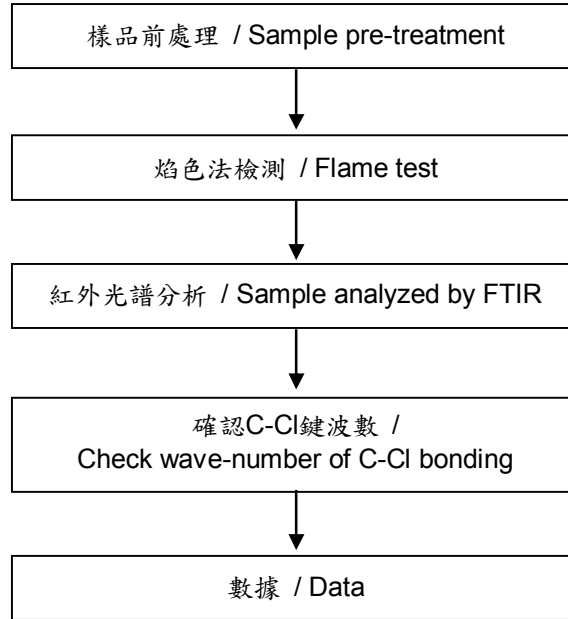 樣品前處理 / Sample pre-treatment
焰色法檢測 / Flame test
紅外光譜分析 / Sample analyzed by FTIR
確認C-Cl鍵波數 /
Check wave-number of C-Cl bonding
數據 / Data